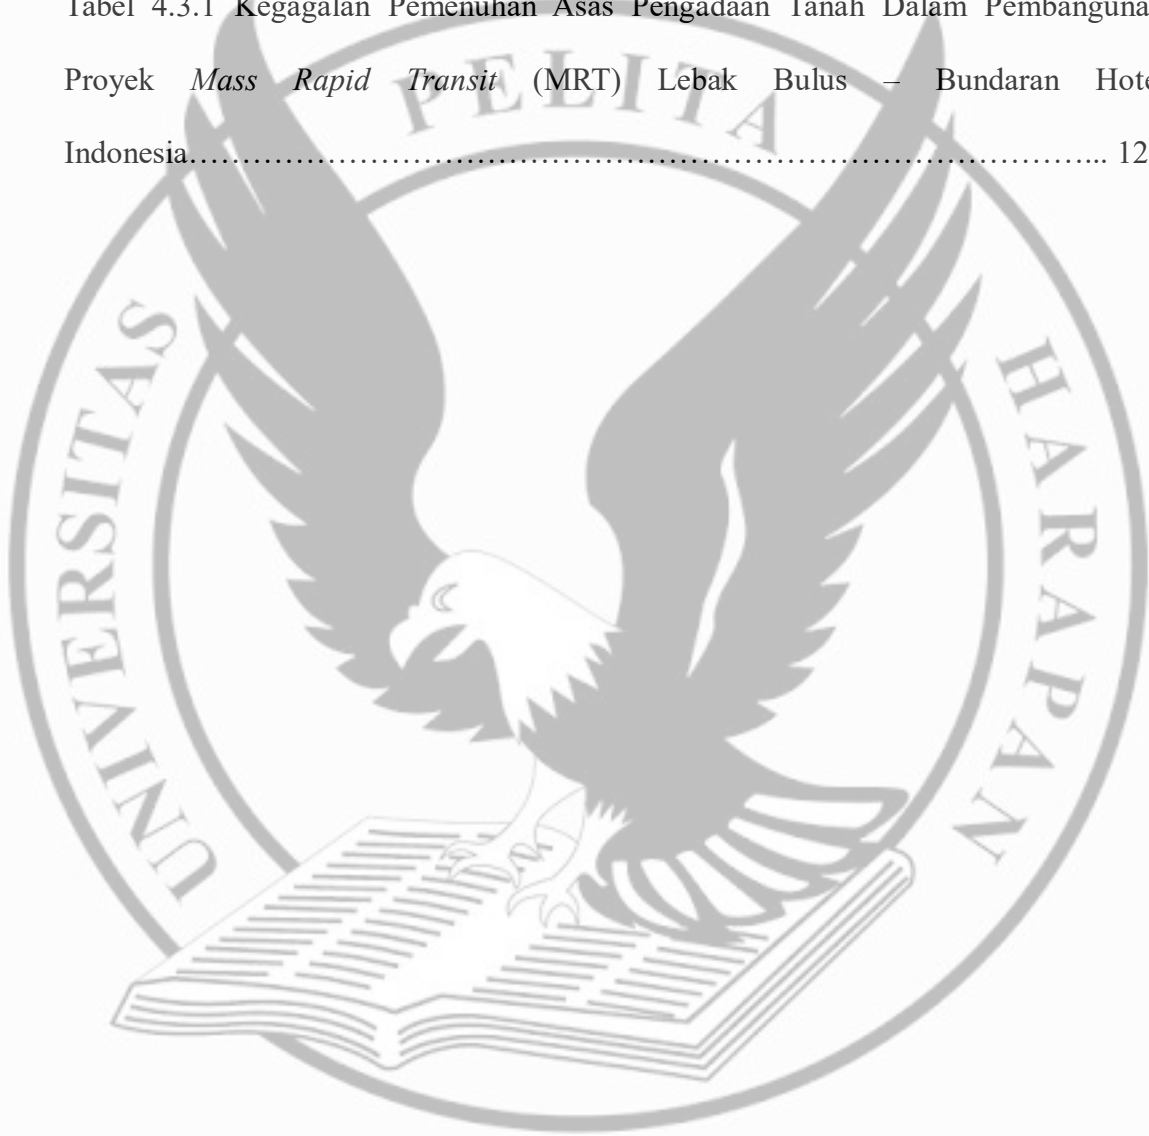 Tabel 4.3.1 Kegagalan Pemenuhan Asas Pengadaan Tanah Dalam Pembanguna
Proyek Mass Rapid Transit (MRT) Lebak Bulus – Bundaran Hote
Indonesia………………………………………………………………………………... 12
UNIVERSITAS PELITA HARAPAN